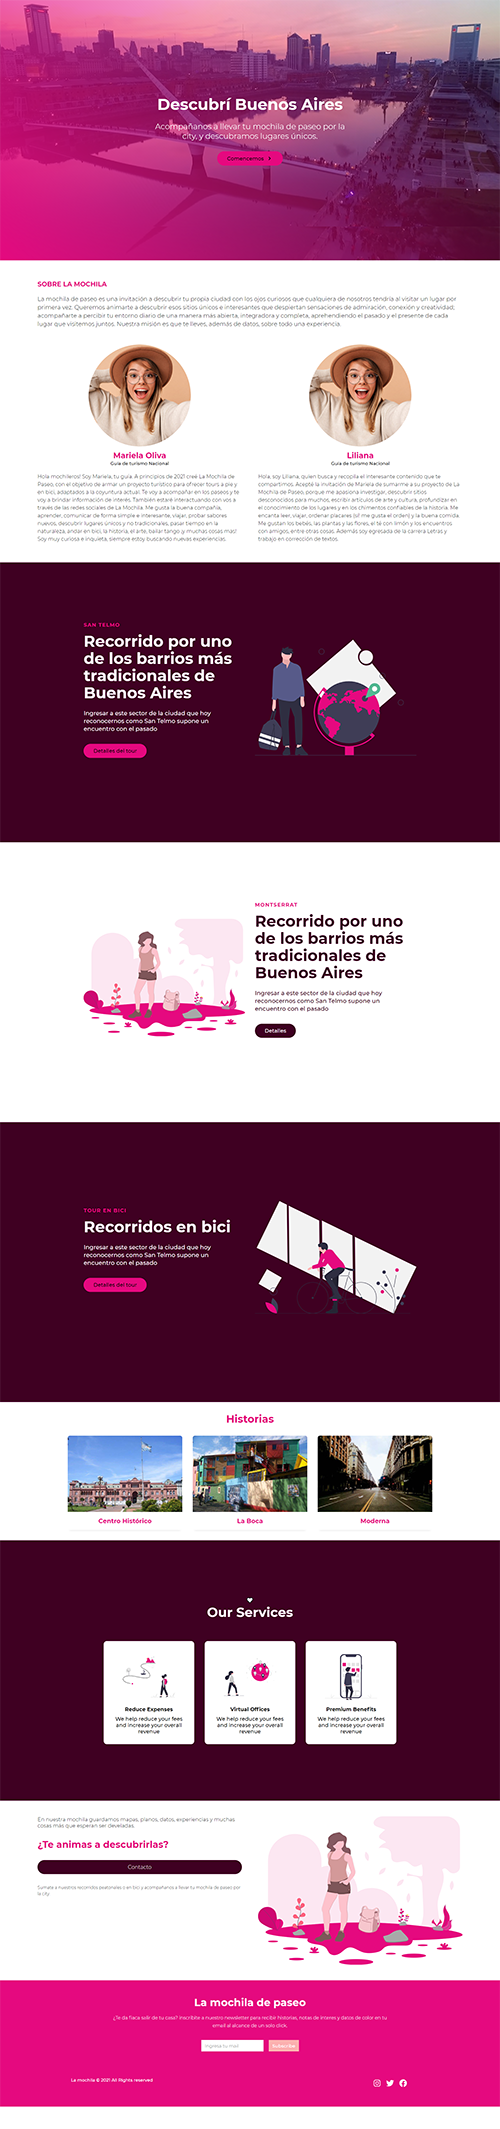 Descubrí Buenos Aires
Acompañanos a llevar tu mochila de paseo por la
city, y descubramos lugares únicos.
Comencemos
SOBRE LA MOCHILA
La mochila de paseo es una invitación a descubrir tu propia ciudad con los ojos curiosos que cualquiera de nosotros tendría al visitar un lugar por
primera vez. Queremos animarte a descubrir esos sitios únicos e interesantes que despiertan sensaciones de admiración, conexión y creatividad;
acompañarte a percibir tu entorno diario de una manera más abierta, integradora y completa, aprehendiendo el pasado y el presente de cada
lugar que visitemos juntos. Nuestra misión es que te lleves, además de datos, sobre todo una experiencia.
Mariela Oliva
Guía de turismo Nacional
Hola mochileros! Soy Mariela, tu guía. A principios de 2021 creé La Mochila de
Paseo, con el objetivo de armar un proyecto turístico para ofrecer tours a pie y
en bici, adaptados a la coyuntura actual. Te voy a acompañar en los paseos y te
voy a brindar información de interés. También estaré interactuando con vos a
través de las redes sociales de La Mochila. Me gusta la buena compañía,
aprender, comunicar de forma simple e interesante, viajar, probar sabores
nuevos, descubrir lugares únicos y no tradicionales, pasar tiempo en la
naturaleza, andar en bici, la historia, el arte, bailar tango y muchas cosas más!
Soy muy curiosa e inquieta, siempre estoy buscando nuevas experiencias.
Liliana
Guía de turismo Nacional
Hola, soy Liliana, quien busca y recopila el interesante contenido que te
compartimos. Acepté la invitación de Mariela de sumarme a su proyecto de La
Mochila de Paseo, porque me apasiona investigar, descubrir sitios
desconocidos para muchos, escribir artículos de arte y cultura, profundizar en
el conocimiento de los lugares y en los chimentos confiables de la historia. Me
encanta leer, viajar, ordenar placares (sí! me gusta el orden) y la buena comida.
Me gustan los bebés, las plantas y las flores, el té con limón y los encuentros
con amigos, entre otras cosas. Además soy egresada de la carrera Letras y
trabajo en corrección de textos.
SAN TELMO
Recorrido por uno
de los barrios más
tradicionales de
Buenos Aires
Ingresar a este sector de la ciudad que hoy
reconocernos como San Telmo supone un
encuentro con el pasado
Detalles del tour
MONTSERRAT
Recorrido por uno
de los barrios más
tradicionales de
Buenos Aires
Ingresar a este sector de la ciudad que hoy
reconocernos como San Telmo supone un
encuentro con el pasado
Detalles
TOUR EN BICI
Recorridos en bici
Ingresar a este sector de la ciudad que hoy
reconocernos como San Telmo supone un
encuentro con el pasado
Detalles del tour
Historias
Centro Histórico
La Boca
Moderna
Our Services
Reduce Expenses
We help reduce your fees
and increase your overall
revenue
Virtual Offices
We help reduce your fees
and increase your overall
revenue
Premium Benefits
We help reduce your fees
and increase your overall
revenue
En nuestra mochila guardamos mapas, planos, datos, experiencias y muchas
cosas más que esperan ser develadas.
¿Te animas a descubrirlas?
Contacto
Sumate a nuestros recorridos peatonales o en bici y acompañanos a llevar tu mochila de paseo por
la city.
La mochila de paseo
¿Te da fiaca salir de tu casa? Inscribite a nuestro newsletter para recibir historias, notas de interes y datos de color en tu
email al alcance de un solo click.
Ingresa tu mail
Subscribe
La mochila © 2021 All Rights reserved